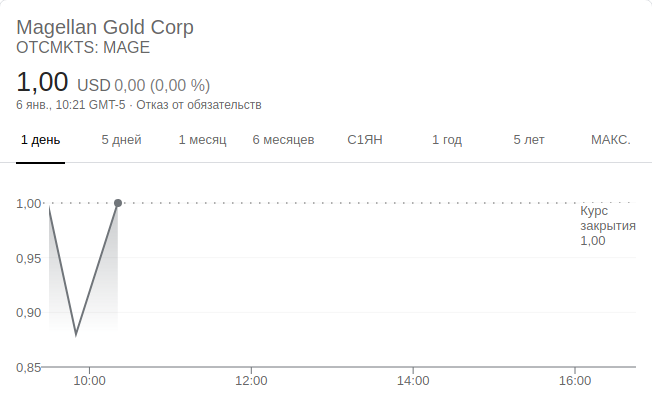 Magellan Gold Corp
OTCMKTS: MAGE
1,00 USD 0,00 (0,00 %)
6 янв., 10:21 GMT-5 · Отказ от обязательств
1 день 5 дней 1 месяц 6 месяцев С1ЯН 1 год 5 лет МАКС.
1,00
Курс
закрытия
1,00
0,95
0,90
0,85
10:00 12:00 14:00 16:00